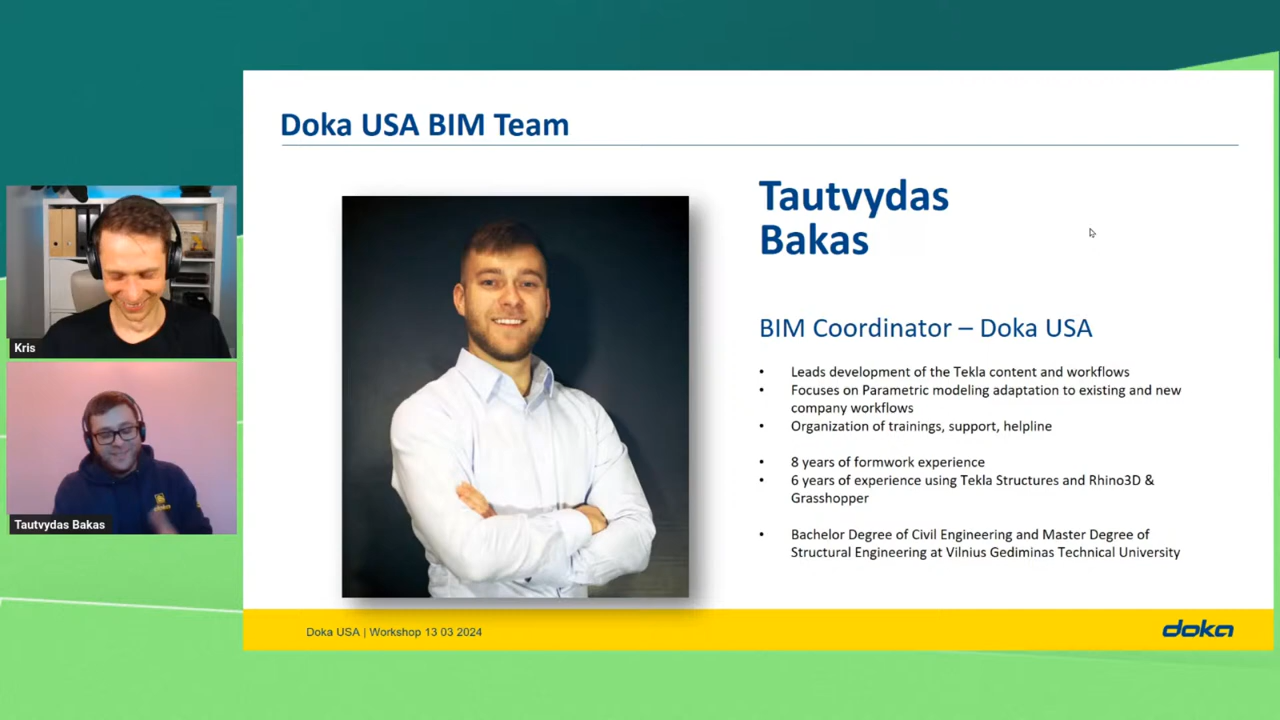 Doka USA BIM Team
Tautvydas
Bakas
BIM Coordinator – Doka USA
• Leads development of the Tekla content and workflows
• Focuses on Parametric modeling adaptation to existing and new
company workflows
• Organization of trainings, support, helpline
• 8 years of formwork experience
• 6 years of experience using Tekla Structures and Rhino3D &
Grasshopper
• Bachelor Degree of Civil Engineering and Master Degree of
Structural Engineering at Vilnius Gediminas Technical University
Kris
Tautvydas Bakas
Doka USA | Workshop 13 03 2024
doka